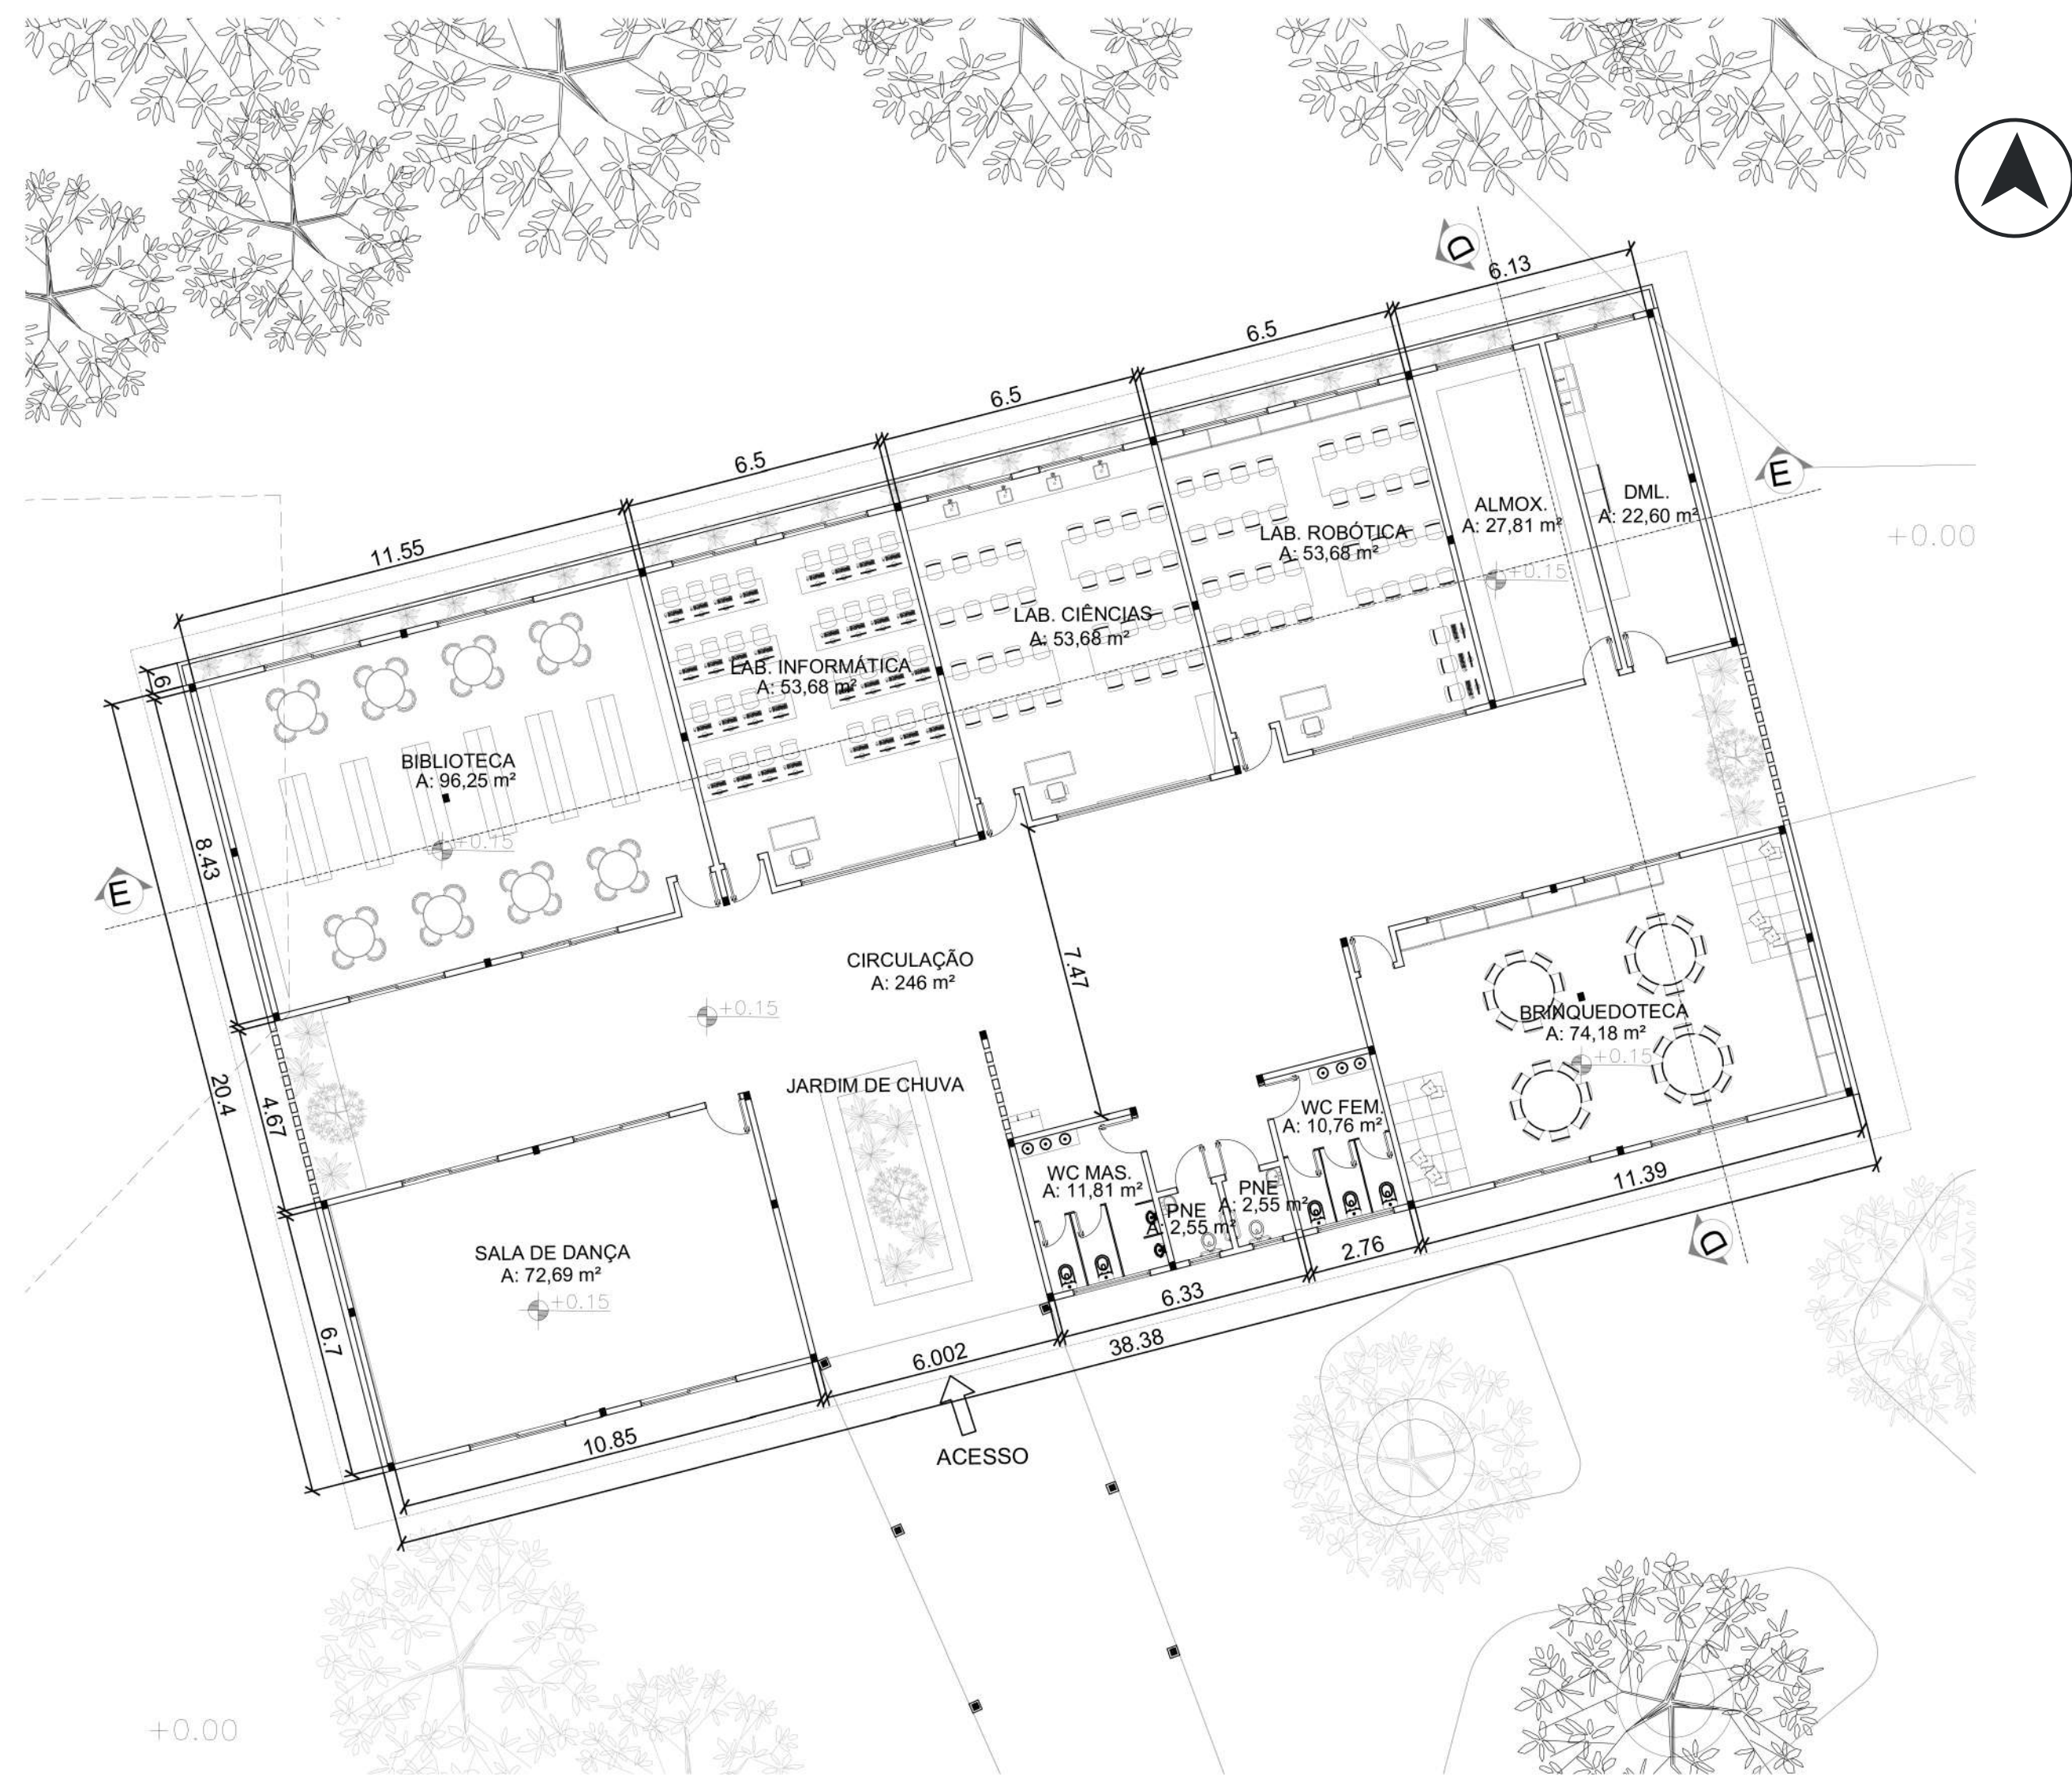 D
6.13
6.5
6.5
6.5
11.55
E
+0.00
ALMOX.
A: 27,81 m²
DML.
A: 22,60 m²
LAB. ROBÓTICA
A: 53,68 m²
+0.15
LAB. CIÊNCIAS
A: 53,68 m²
LAB. INFORMÁTICA
A: 53,68 m²
BIBLIOTECA
A: 96,25 m²
+0.15
8.43
E
20.4
4.67
6.7
CIRCULAÇÃO
A: 246 m²
+0.15
7.47
JARDIM DE CHUVA
BRINQUEDOTECA
A: 74,18 m²
+0.15
WC FEM.
A: 10,76 m²
WC MAS.
A: 11,81 m²
PNE
A: 2,55 m²
PNE
A: 2,55 m²
SALA DE DANÇA
A: 72,69 m²
+0.15
11.39
D
2.76
6.33
38.38
6.002
10.85
ACESSO
+0.00